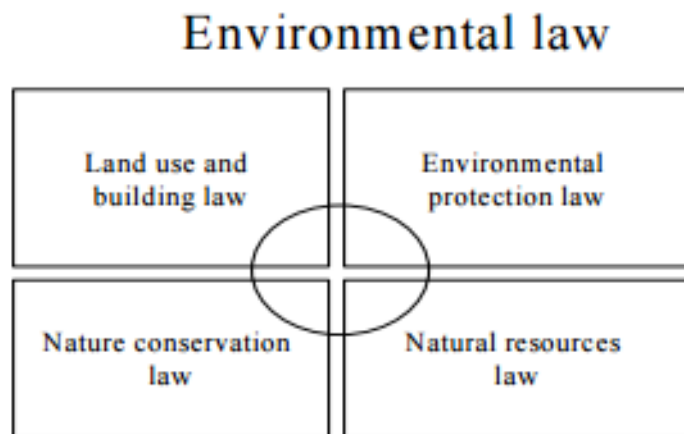 Environmental law
Land use and
building law
Environmental
protection law
Nature conservation
law
Natural resources
law